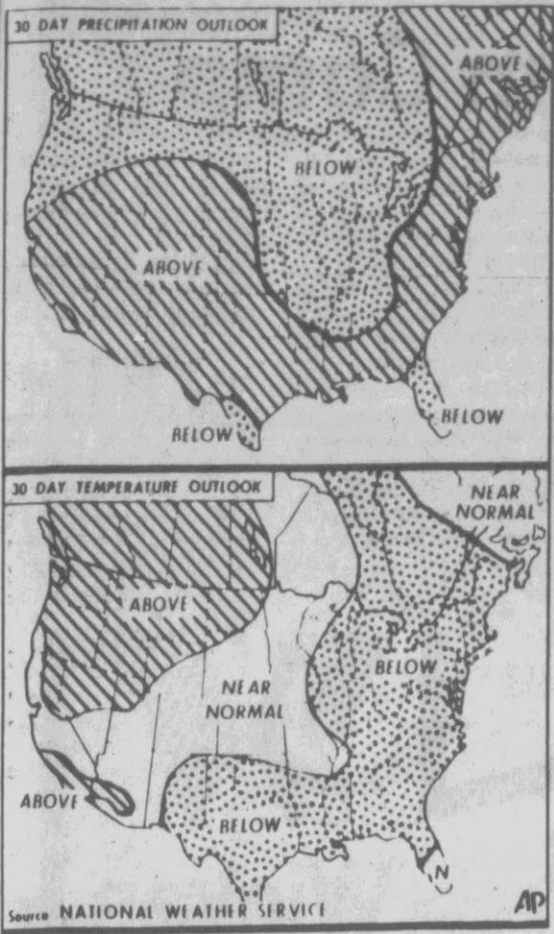 30 DAY PRECIPITATION OUTLOOK
ABOVE
BELOW
ABOVE
BELOW
BELOW
30 DAY TEMPERATURE OUTLOOK
NEAR
NORMAL
ABOVE
BELOW
NEAR
NORMAL
ABOVE
BELOW
N
Source NATIONAL WEATHER SERVICE
AP